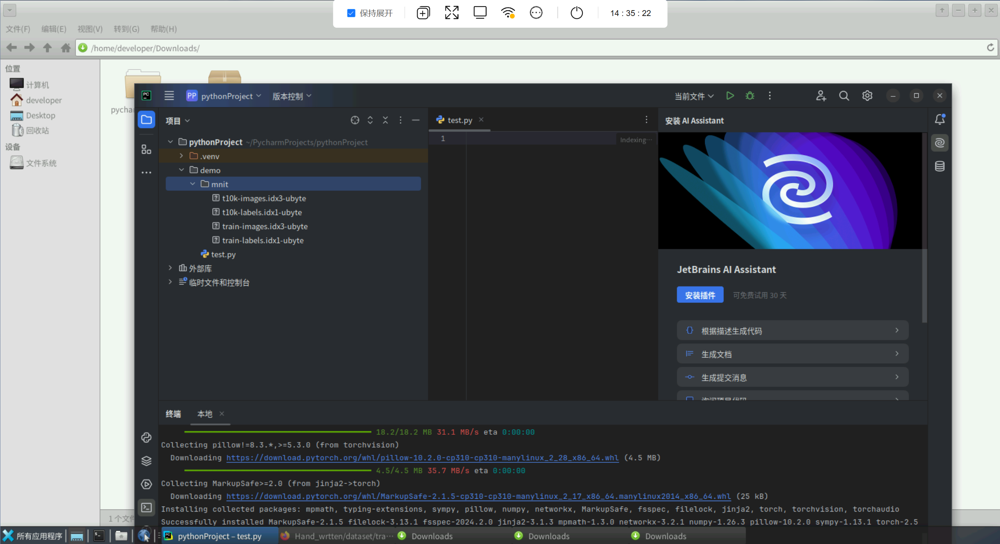 保持展开
14 : 35 : 22
文件(F) 编辑(E) 视图(V) 转到(G) 帮助(H)
/home/developer/Downloads/
位置
计算机
developer
Desktop
回收站
设备
文件系统
pychar
1 个文件
PC
PP pythonProject
版本控制
当前文件
项目
pythonProject ~/PycharmProjects/pythonProject
.venv
demo
mnit
t10k-images.idx3-ubyte
t10k-labels.idx1-ubyte
train-images.idx3-ubyte
train-labels.idx1-ubyte
test.py
外部库
临时文件和控制台
test.py
1
Indexing...
安装 AI Assistant
JetBrains AI Assistant
安装插件
可免费试用 30 天
根据描述生成代码
生成文档
生成提交消息
询问项目代码
终端 本地
18.2/18.2 MB 31.1 MB/s eta 0:00:00
Collecting pillow!=8.3.*,>=5.3.0 (from torchvision)
Downloading https://download.pytorch.org/whl/pillow-10.2.0-cp310-cp310-manylinux_2_28_x86_64.whl (4.5 MB)
4.5/4.5 MB 35.7 MB/s eta 0:00:00
Collecting MarkupSafe>=2.0 (from jinja2->torch)
Downloading https://download.pytorch.org/whl/MarkupSafe-2.1.5-cp310-cp310-manylinux_2_17_x86_64.manylinux2014_x86_64.whl (25 kB)
Installing collected packages: mpmath, typing-extensions, sympy, pillow, numpy, networkx, MarkupSafe, fsspec, filelock, jinja2, torch, torchvision, torchaudio
Successfully installed MarkupSafe-2.1.5 filelock-3.13.1 fsspec-2024.2.0 jinja2-3.1.3 mpmath-1.3.0 networkx-3.2.1 numpy-1.26.3 pillow-10.2.0 sympy-1.13.1 torch-2.5
所有应用程序
pythonProject – test.py
Hand_wrtten/dataset/tra...
Downloads
Downloads
Downloads